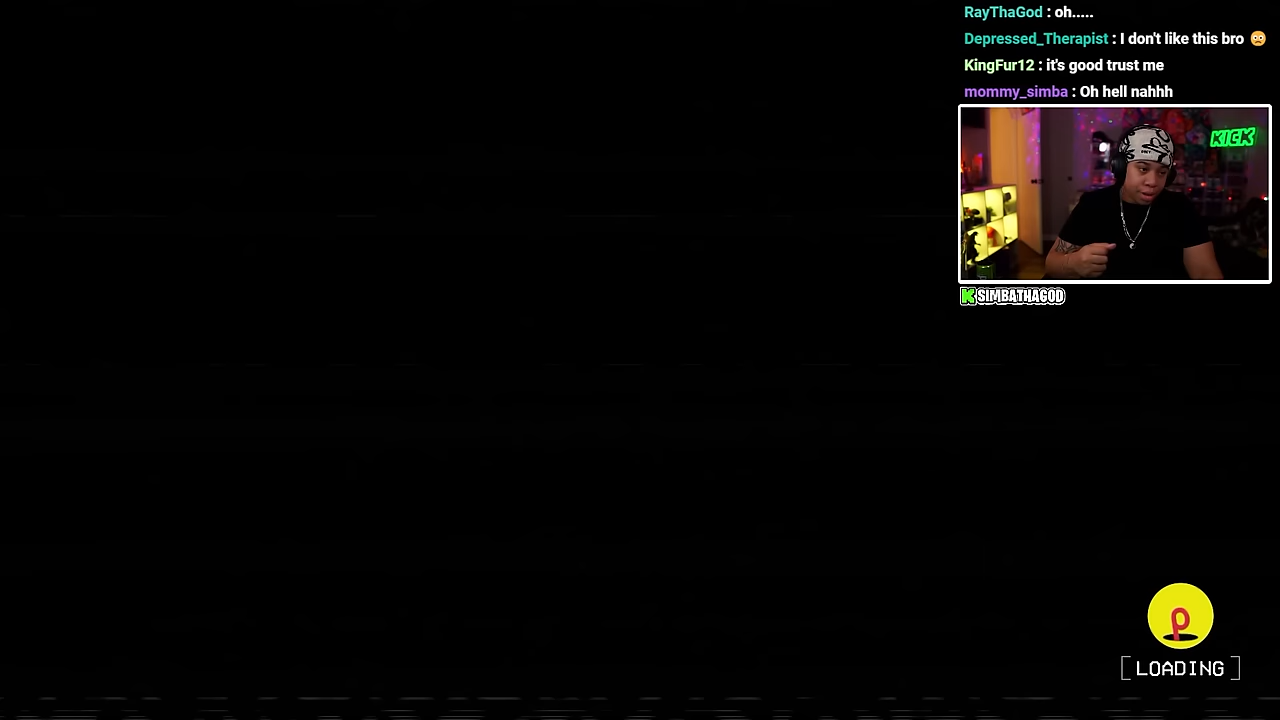 RayThaGod : oh.....
Depressed_Therapist : I don't like this bro 🙁
KingFur12 : it's good trust me
mommy_simba : Oh hell nahhh
KICK
K SIMBATHAGOD
p
[ LOADING ]